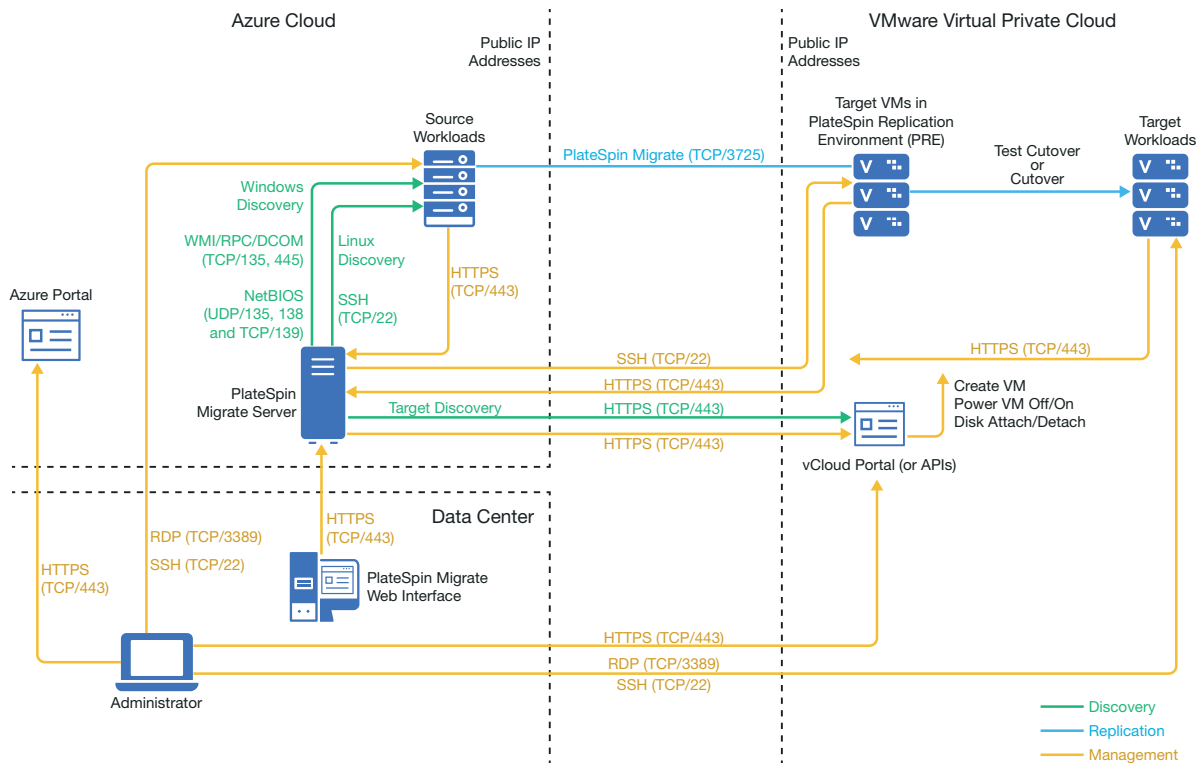 Azure Cloud
VMware Virtual Private Cloud
Public IP
Addresses
Public IP
Addresses
Source
Workloads
Target VMs in
PlateSpin Replication
Environment (PRE)
Target
Workloads
PlateSpin Migrate (TCP/3725)
Test Cutover
or
Cutover
Windows
Discovery
WMI/RPC/DCOM
(TCP/135, 445)
Linux
Discovery
NetBIOS
(UDP/135, 138
and TCP/139)
SSH
(TCP/22)
HTTPS
(TCP/443)
Azure Portal
PlateSpin
Migrate Server
SSH (TCP/22)
HTTPS (TCP/443)
HTTPS (TCP/443)
Target Discovery
HTTPS (TCP/443)
HTTPS (TCP/443)
Create VM
Power VM Off/On
Disk Attach/Detach
vCloud Portal (or APIs)
Data Center
HTTPS
(TCP/443)
RDP (TCP/3389)
SSH (TCP/22)
HTTPS
(TCP/443)
PlateSpin Migrate
Web Interface
HTTPS (TCP/443)
RDP (TCP/3389)
SSH (TCP/22)
Administrator
Discovery
Replication
Management